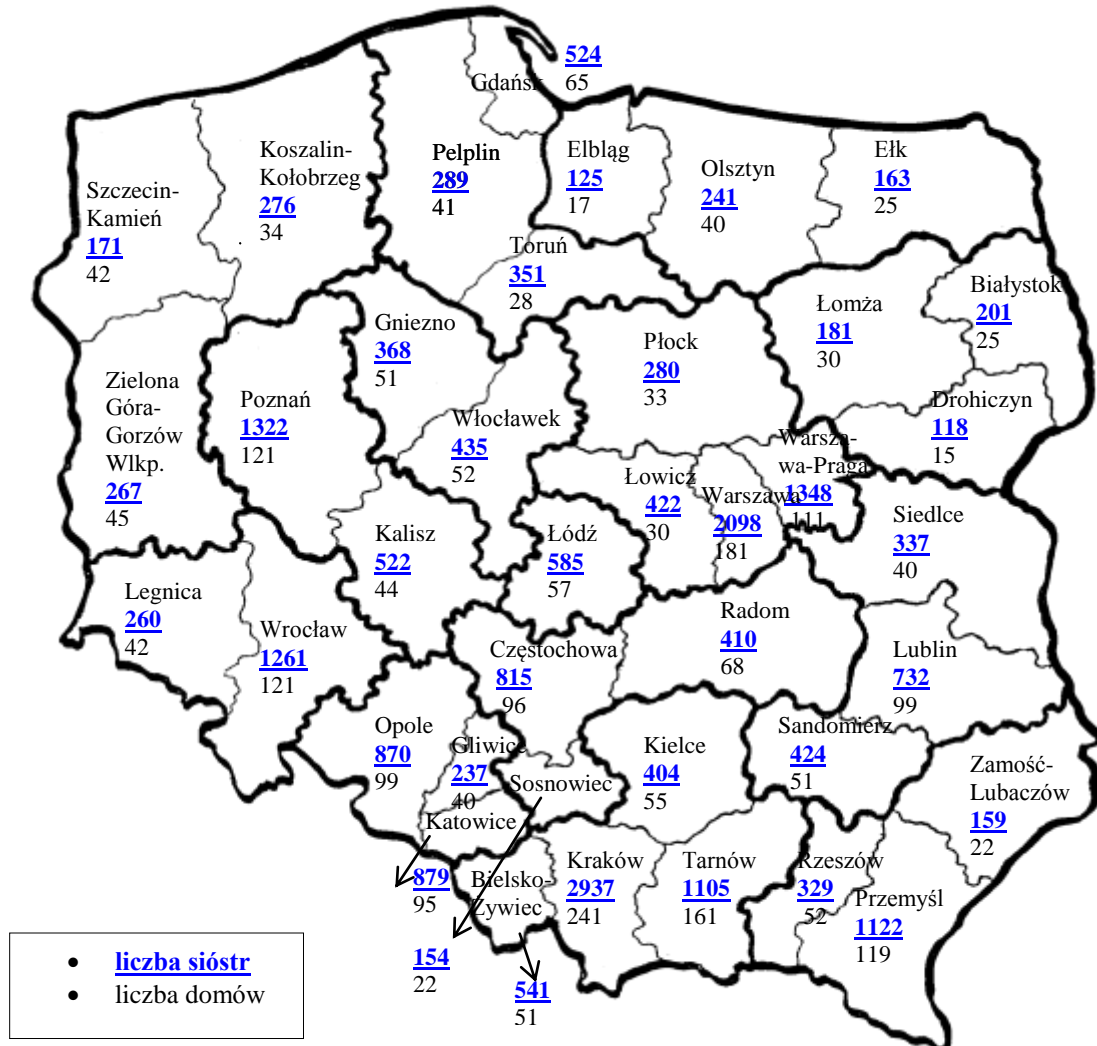 524
65
Gdańsk
Koszalin-
Kołobrzeg
276
34
Pelplin
289
41
Elbląg
125
17
Olsztyn
241
40
Ełk
163
25
Szczecin-
Kamień
171
42
Toruń
351
28
Białystok
201
25
Łomża
181
30
Gniezno
368
51
Płock
280
33
Zielona
Góra-
Gorzów
Wlkp.
267
45
Poznań
1322
121
Włocławek
435
52
Drohiczyn
118
15
Warsza-
wa-Praga
1348
111
Łowicz
422
30
Warszawa
2098
181
Siedlce
337
40
Kalisz
522
44
Łódź
585
57
Legnica
260
42
Wrocław
1261
121
Radom
410
68
Częstochowa
815
96
Lublin
732
99
Opole
870
99
Gliwice
237
40
Sosnowiec
Kielce
404
55
Sandomierz
424
51
Zamość-
Lubaczów
159
22
Katowice
879
95
Bielsko-
Żywiec
Kraków
2937
241
Tarnów
1105
161
Rzeszów
329
52
Przemyśl
1122
119
154
22
541
51
• liczba sióstr
• liczba domów